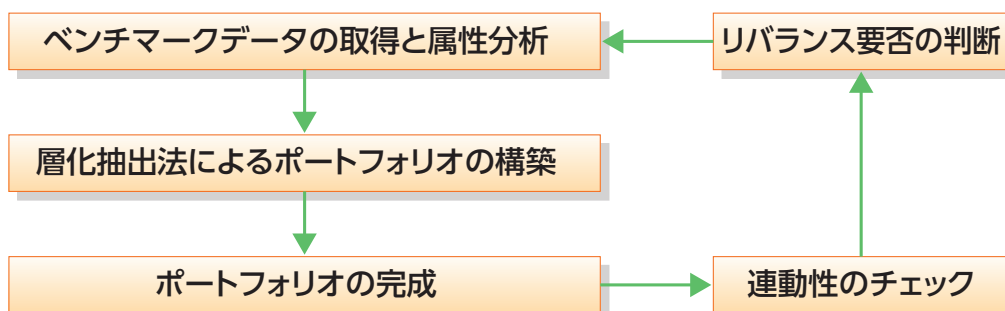 ベンチマークデータの取得と属性分析
リバランス要否の判断
層化抽出法によるポートフォリオの構築
ポートフォリオの完成
連動性のチェック